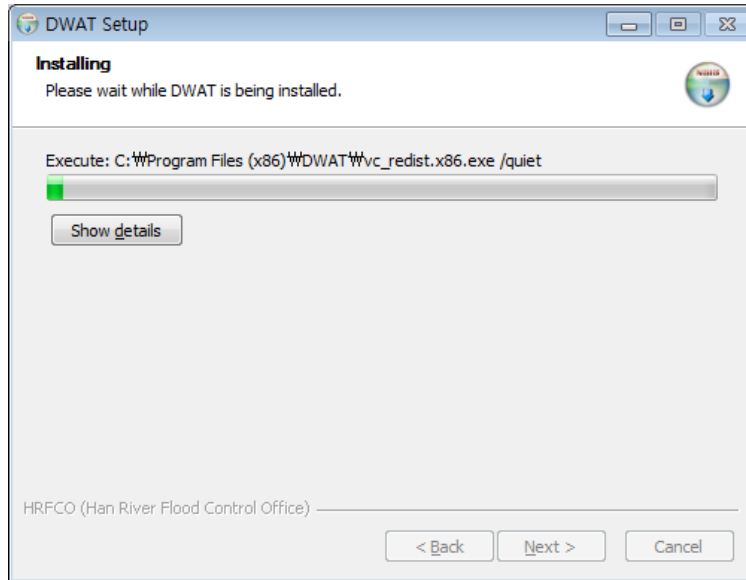 DWAT Setup
Installing
Please wait while DWAT is being installed.
Execute: C:₩Program Files (x86)₩DWAT₩vc_redist.x86.exe /quiet
Show details
HRFCO (Han River Flood Control Office)
< Back Next > Cancel